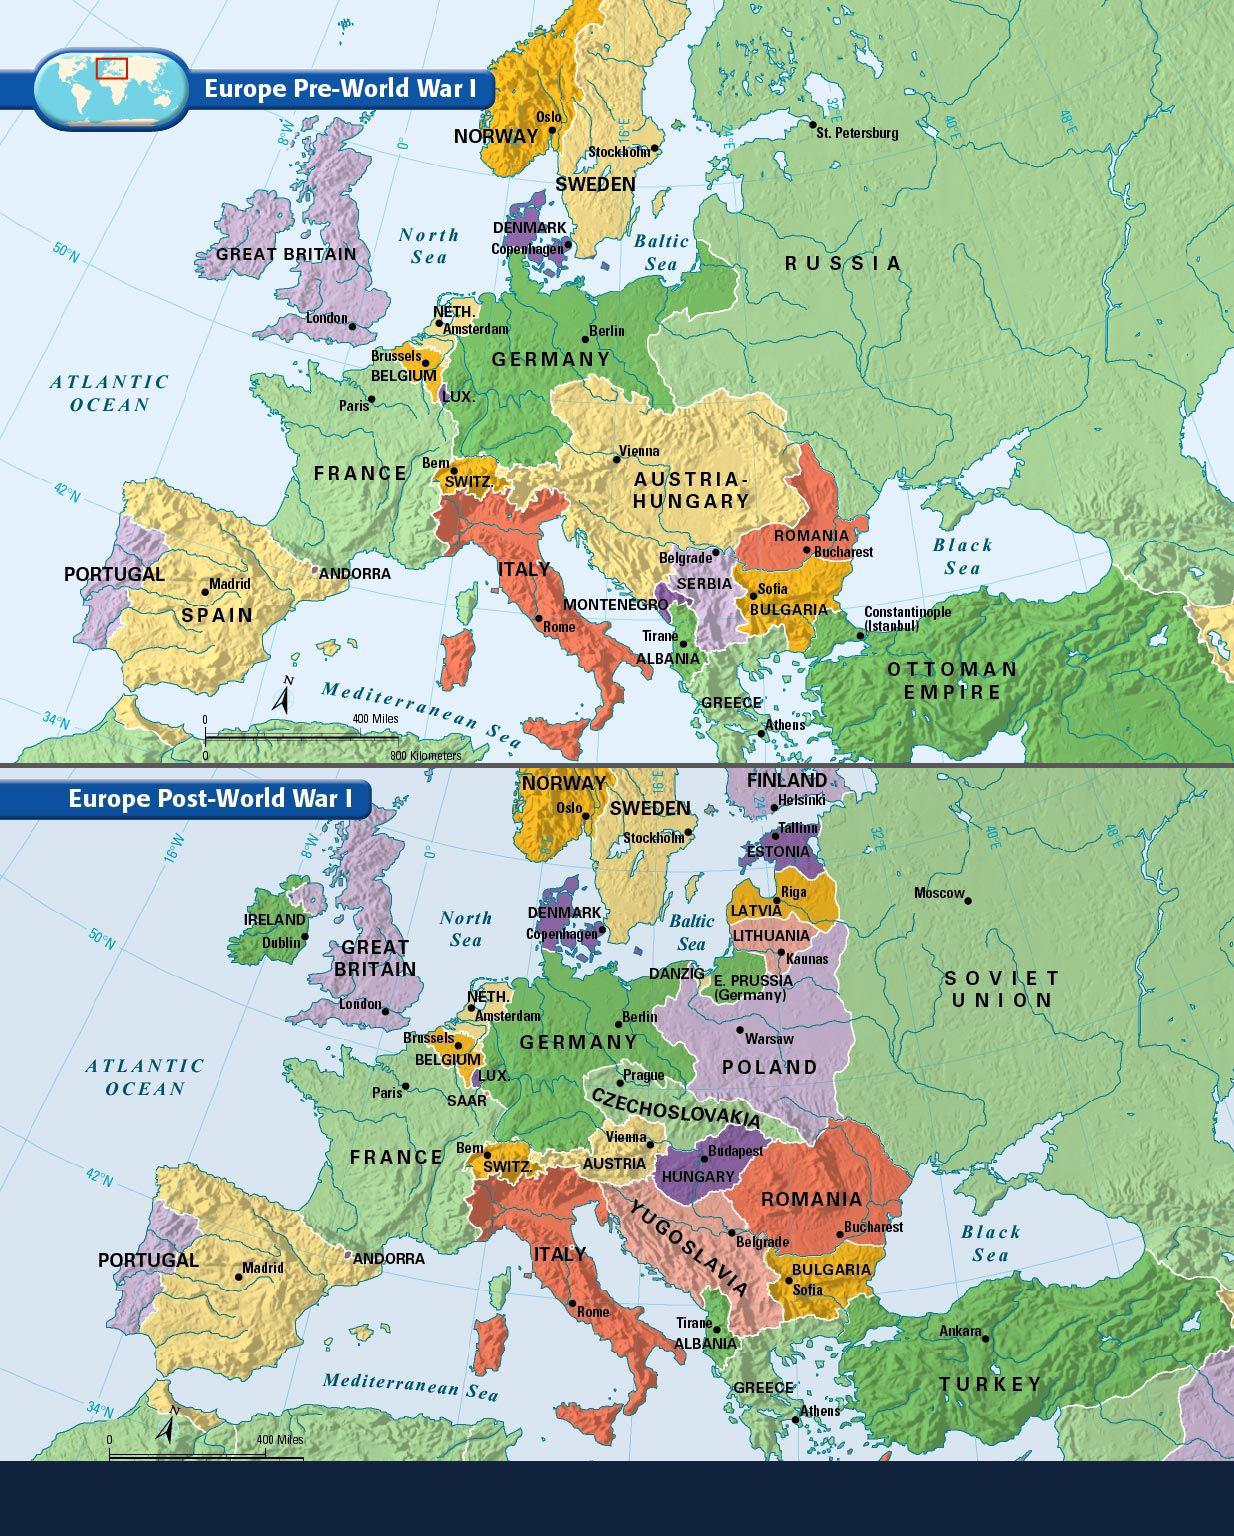 Europe Pre-World War I
8°W
0°
16°E
24°E
32°E
40°E
48°E
50°N
42°N
34°N
NORWAY
Oslo
Stockholm
SWEDEN
St. Petersburg
DENMARK
Copenhagen
North
Sea
Baltic
Sea
RUSSIA
GREAT BRITAIN
London
NETH.
Amsterdam
Berlin
GERMANY
Brussels
BELGIUM
LUX.
Paris
ATLANTIC
OCEAN
FRANCE
Bern
SWITZ.
Vienna
AUSTRIA-
HUNGARY
ROMANIA
Bucharest
Black
Sea
Belgrade
SERBIA
Sofia
BULGARIA
MONTENEGRO
Tirane
ALBANIA
Constantinople
(Istanbul)
OTTOMAN
EMPIRE
PORTUGAL
Madrid
SPAIN
ANDORRA
ITALY
Rome
GREECE
Athens
Mediterranean Sea
N
0
400 Miles
0
800 Kilometers
Europe Post-World War I
16°W
8°W
0°
8°E
16°E
24°E
32°E
40°E
48°E
50°N
42°N
34°N
NORWAY
Oslo
SWEDEN
Stockholm
FINLAND
Helsinki
Tallinn
ESTONIA
Riga
LATVIA
LITHUANIA
Kaunas
Moscow
SOVIET
UNION
DENMARK
Copenhagen
North
Sea
Baltic
Sea
DANZIG
E. PRUSSIA
(Germany)
IRELAND
Dublin
GREAT
BRITAIN
London
NETH.
Amsterdam
Berlin
GERMANY
Warsaw
POLAND
Brussels
BELGIUM
LUX.
SAAR
Paris
Prague
CZECHOSLOVAKIA
ATLANTIC
OCEAN
FRANCE
Bern
SWITZ.
Vienna
AUSTRIA
Budapest
HUNGARY
ROMANIA
Bucharest
YUGOSLAVIA
Belgrade
BULGARIA
Sofia
Black
Sea
PORTUGAL
Madrid
ANDORRA
ITALY
Rome
Tirane
ALBANIA
GREECE
Athens
Ankara
TURKEY
Mediterranean Sea
N
0
400 Miles